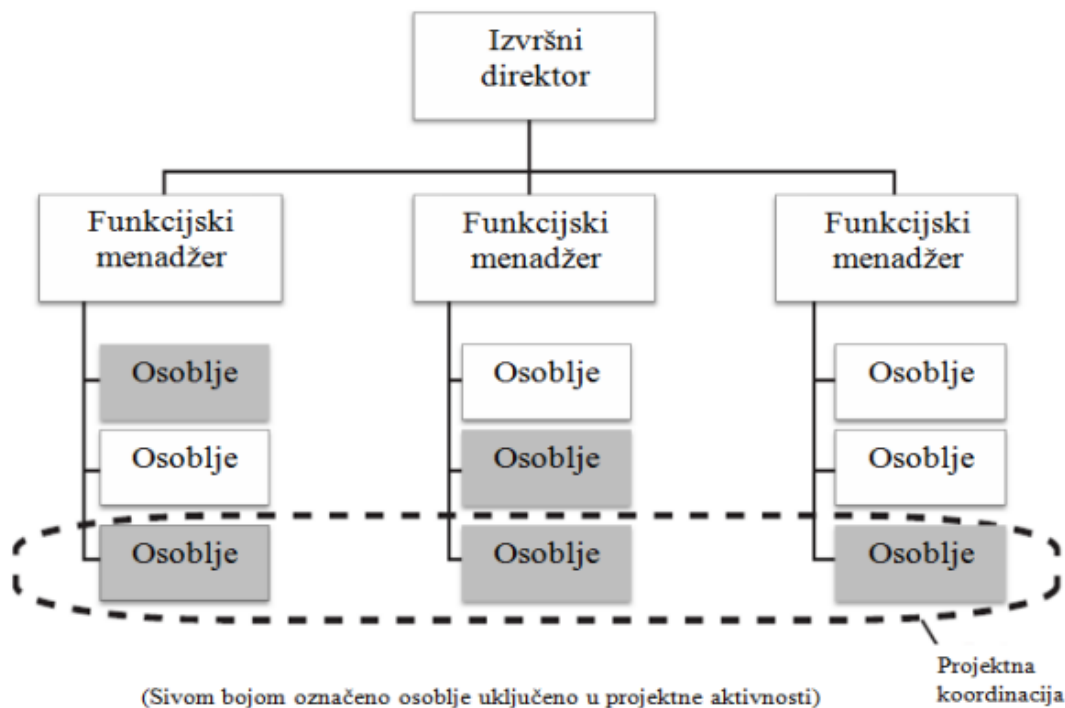 Izvršni
direktor
Funkcijski
menadžer
Funkcijski
menadžer
Funkcijski
menadžer
Osoblje
Osoblje
Osoblje
Osoblje
Osoblje
Osoblje
Osoblje
Osoblje
Osoblje
Projektna
koordinacija
(Sivom bojom označeno osoblje uključeno u projektne aktivnosti)